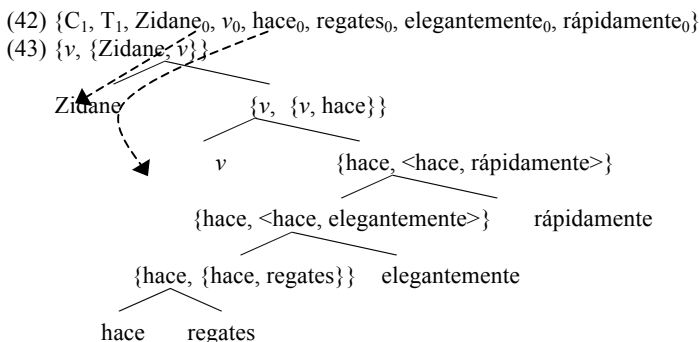 (42) {C₁, T₁, Zidane₀, v₀, hace₀, regates₀, elegantemente₀, rápidamente₀}
(43) {v, {Zidane, v}}
Zidane {v, {v, hace}}
v {hace, <hace, rápidamente>}
{hace, <hace, elegantemente>} rápidamente
{hace, {hace, regates}} elegantemente
hace regates